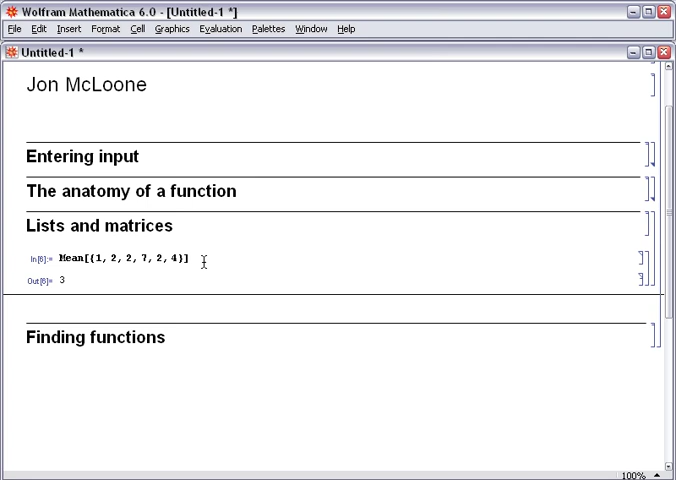 Wolfram Mathematica 6.0 - [Untitled-1 *]
File Edit Insert Format Cell Graphics Evaluation Palettes Window Help
Untitled-1 *
Jon McLoone
Entering input
The anatomy of a function
Lists and matrices
In[6]:= Mean[{1, 2, 2, 7, 2, 4}]
Out[6]= 3
Finding functions
100%